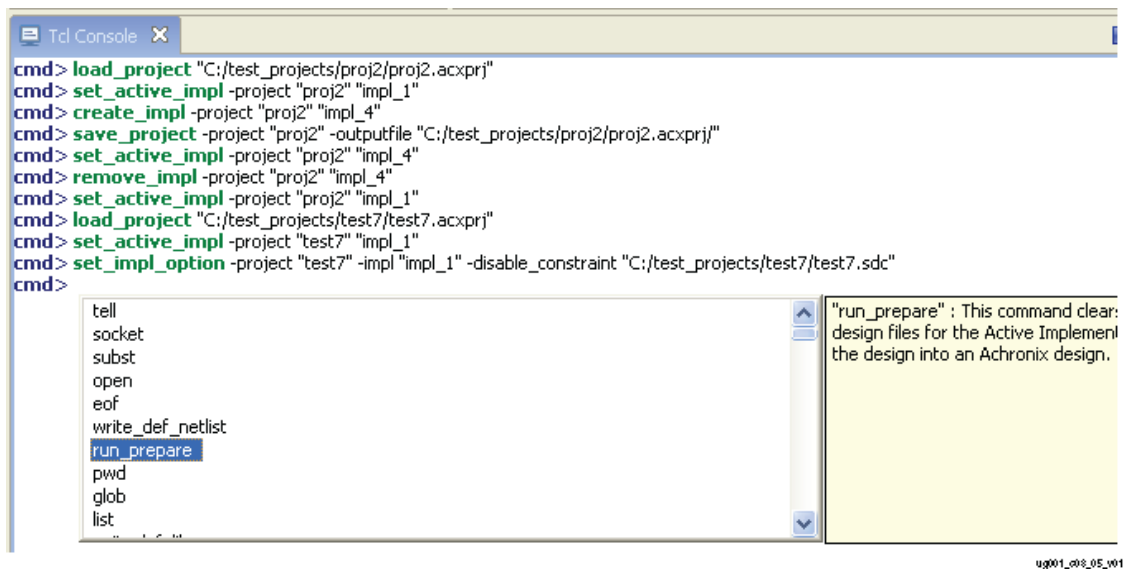 Tcl Console
cmd> load_project "C:/test_projects/proj2/proj2.acxprj"
cmd> set_active_impl -project "proj2" "impl_1"
cmd> create_impl -project "proj2" "impl_4"
cmd> save_project -project "proj2" -outputfile "C:/test_projects/proj2/proj2.acxprj/"
cmd> set_active_impl -project "proj2" "impl_4"
cmd> remove_impl -project "proj2" "impl_4"
cmd> set_active_impl -project "proj2" "impl_1"
cmd> load_project "C:/test_projects/test7/test7.acxprj"
cmd> set_active_impl -project "test7" "impl_1"
cmd> set_impl_option -project "test7" -impl "impl_1" -disable_constraint "C:/test_projects/test7/test7.sdc"
cmd>
tell
socket
subst
open
eof
write_def_netlist
run_prepare
pwd
glob
list
"run_prepare" : This command clear
design files for the Active Implemen
the design into an Achronix design.
ug001_c08_05_v01